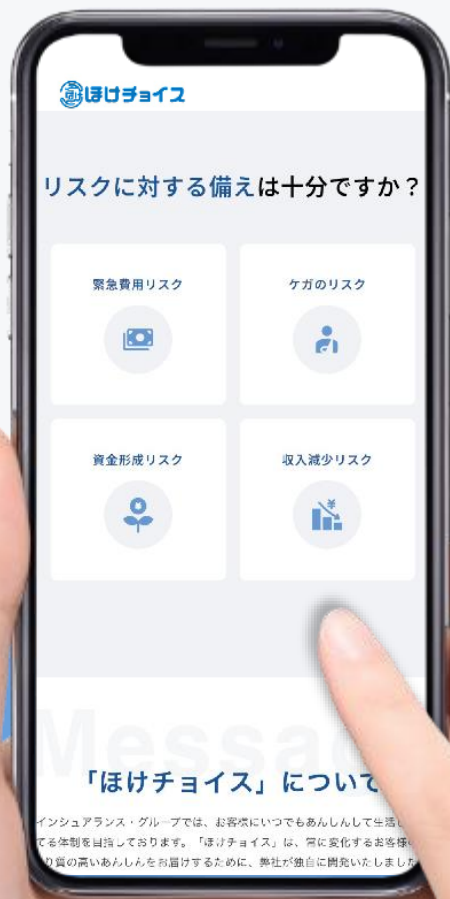 ほけチョイス
リスクに対する備えは十分ですか？
緊急費用リスク
ケガのリスク
資金形成リスク
収入減少リスク
Messa
「ほけチョイス」について
インシュアランス・グループでは、お客様にいつでもあんしんして生活し
てる体制を目指しております。「ほけチョイス」は、常に変化するお客様の
り質の高いあんしんをお届けするために、弊社が独自に開発いたしました